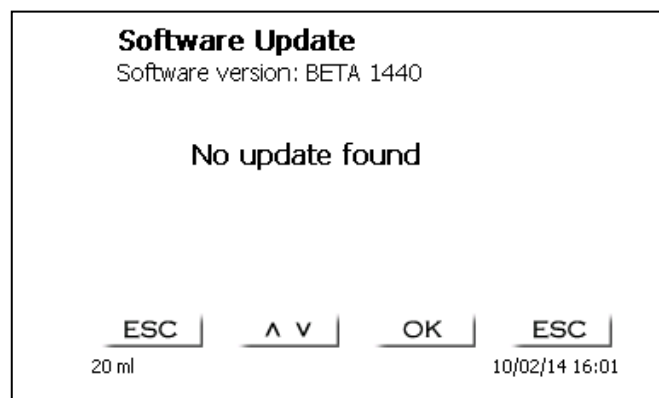 Software Update
Software version: BETA 1440
No update found
ESC ∧ ∨ OK ESC
20 ml 10/02/14 16:01